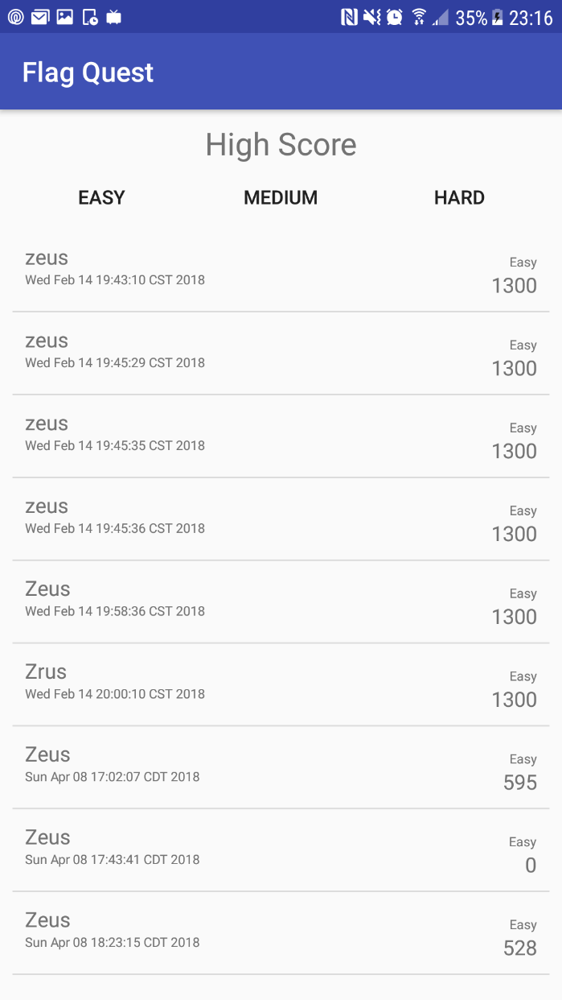 35% 23:16
Flag Quest
High Score
EASY MEDIUM HARD
zeus
Easy
Wed Feb 14 19:43:10 CST 2018
1300
zeus
Easy
Wed Feb 14 19:45:29 CST 2018
1300
zeus
Easy
Wed Feb 14 19:45:35 CST 2018
1300
zeus
Easy
Wed Feb 14 19:45:36 CST 2018
1300
Zeus
Easy
Wed Feb 14 19:58:36 CST 2018
1300
Zrus
Easy
Wed Feb 14 20:00:10 CST 2018
1300
Zeus
Easy
Sun Apr 08 17:02:07 CDT 2018
595
Zeus
Easy
Sun Apr 08 17:43:41 CDT 2018
0
Zeus
Easy
Sun Apr 08 18:23:15 CDT 2018
528